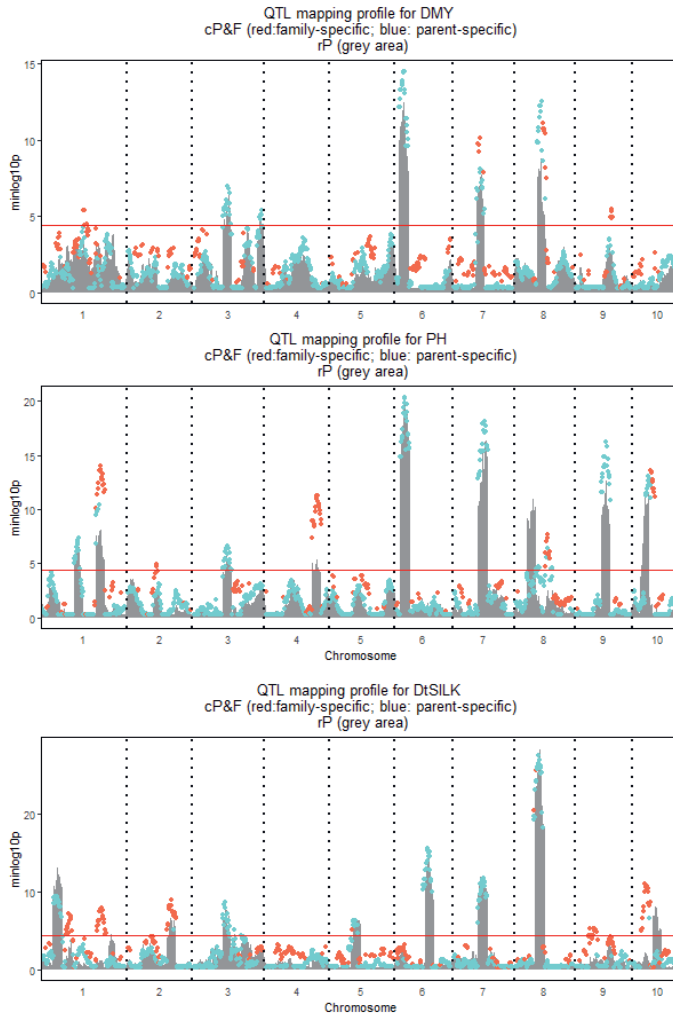 QTL mapping profile for DMY
cP&F (red:family-specific; blue: parent-specific)
rP (grey area)
15
10
5
0
minlog10p
1 2 3 4 5 6 7 8 9 10
QTL mapping profile for PH
cP&F (red:family-specific; blue: parent-specific)
rP (grey area)
20
15
10
5
0
minlog10p
1 2 3 4 5 6 7 8 9 10
Chromosome
QTL mapping profile for DtSILK
cP&F (red:family-specific; blue: parent-specific)
rP (grey area)
20
10
0
minlog10p
1 2 3 4 5 6 7 8 9 10
Chromosome